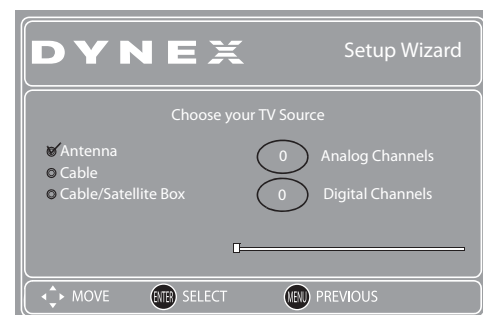 DYNEX
Setup Wizard
Choose your TV Source
Antenna
0 Analog Channels
Cable
Cable/Satellite Box
0 Digital Channels
MOVE ENTER SELECT MENU PREVIOUS